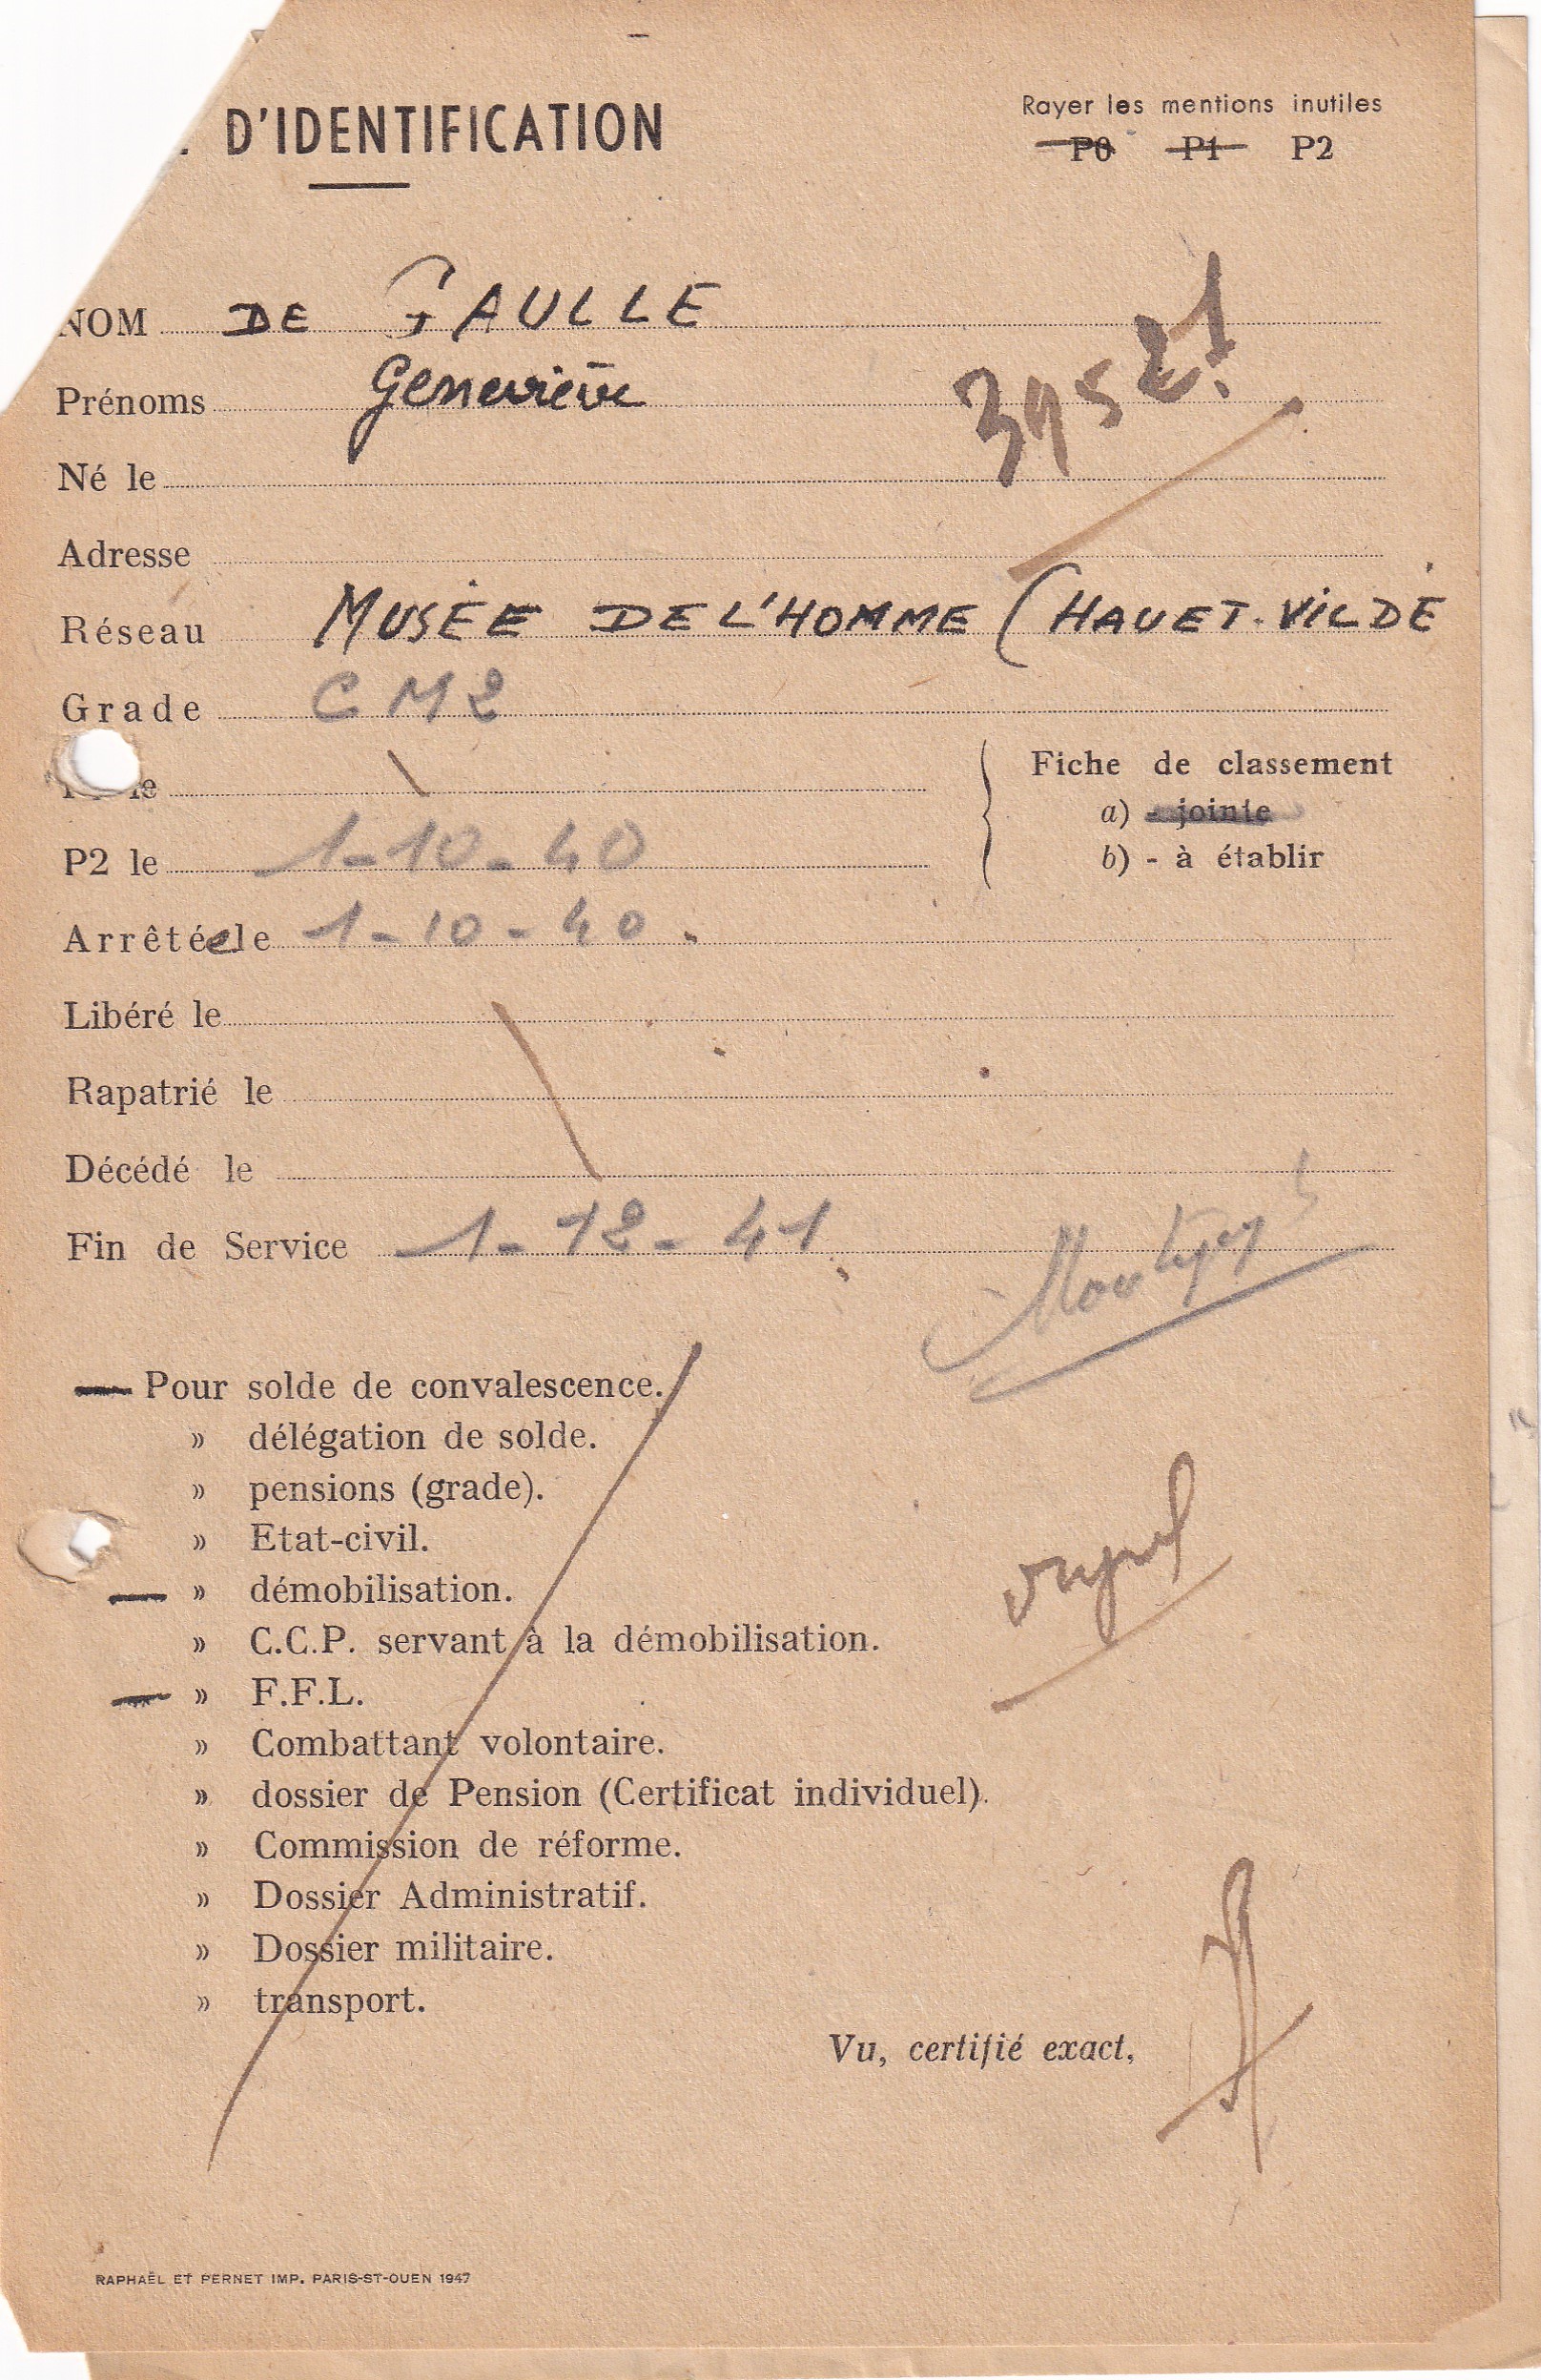 D'IDENTIFICATION
Rayer les mentions inutiles
P0 P1 P2
NOM DE GAULLE
Prénoms Geneviève
Né le
Adresse
Réseau MUSÉE DE L'HOMME (HAUET-VILDÉ
Grade CM2
le
P2 le 1-10-40
Fiche de classement
a) - jointe
b) - à établir
Arrêtée le 1-10-40.
Libéré le
Rapatrié le
Décédé le
Fin de Service 1-12-41
Pour solde de convalescence.
» délégation de solde.
» pensions (grade).
» Etat-civil.
» démobilisation.
» C.C.P. servant à la démobilisation.
» F.F.L.
» Combattant volontaire.
» dossier de Pension (Certificat individuel).
» Commission de réforme.
» Dossier Administratif.
» Dossier militaire.
» transport.
Vu, certifié exact,
RAPHAËL ET PERNET IMP. PARIS-ST-OUEN 1947